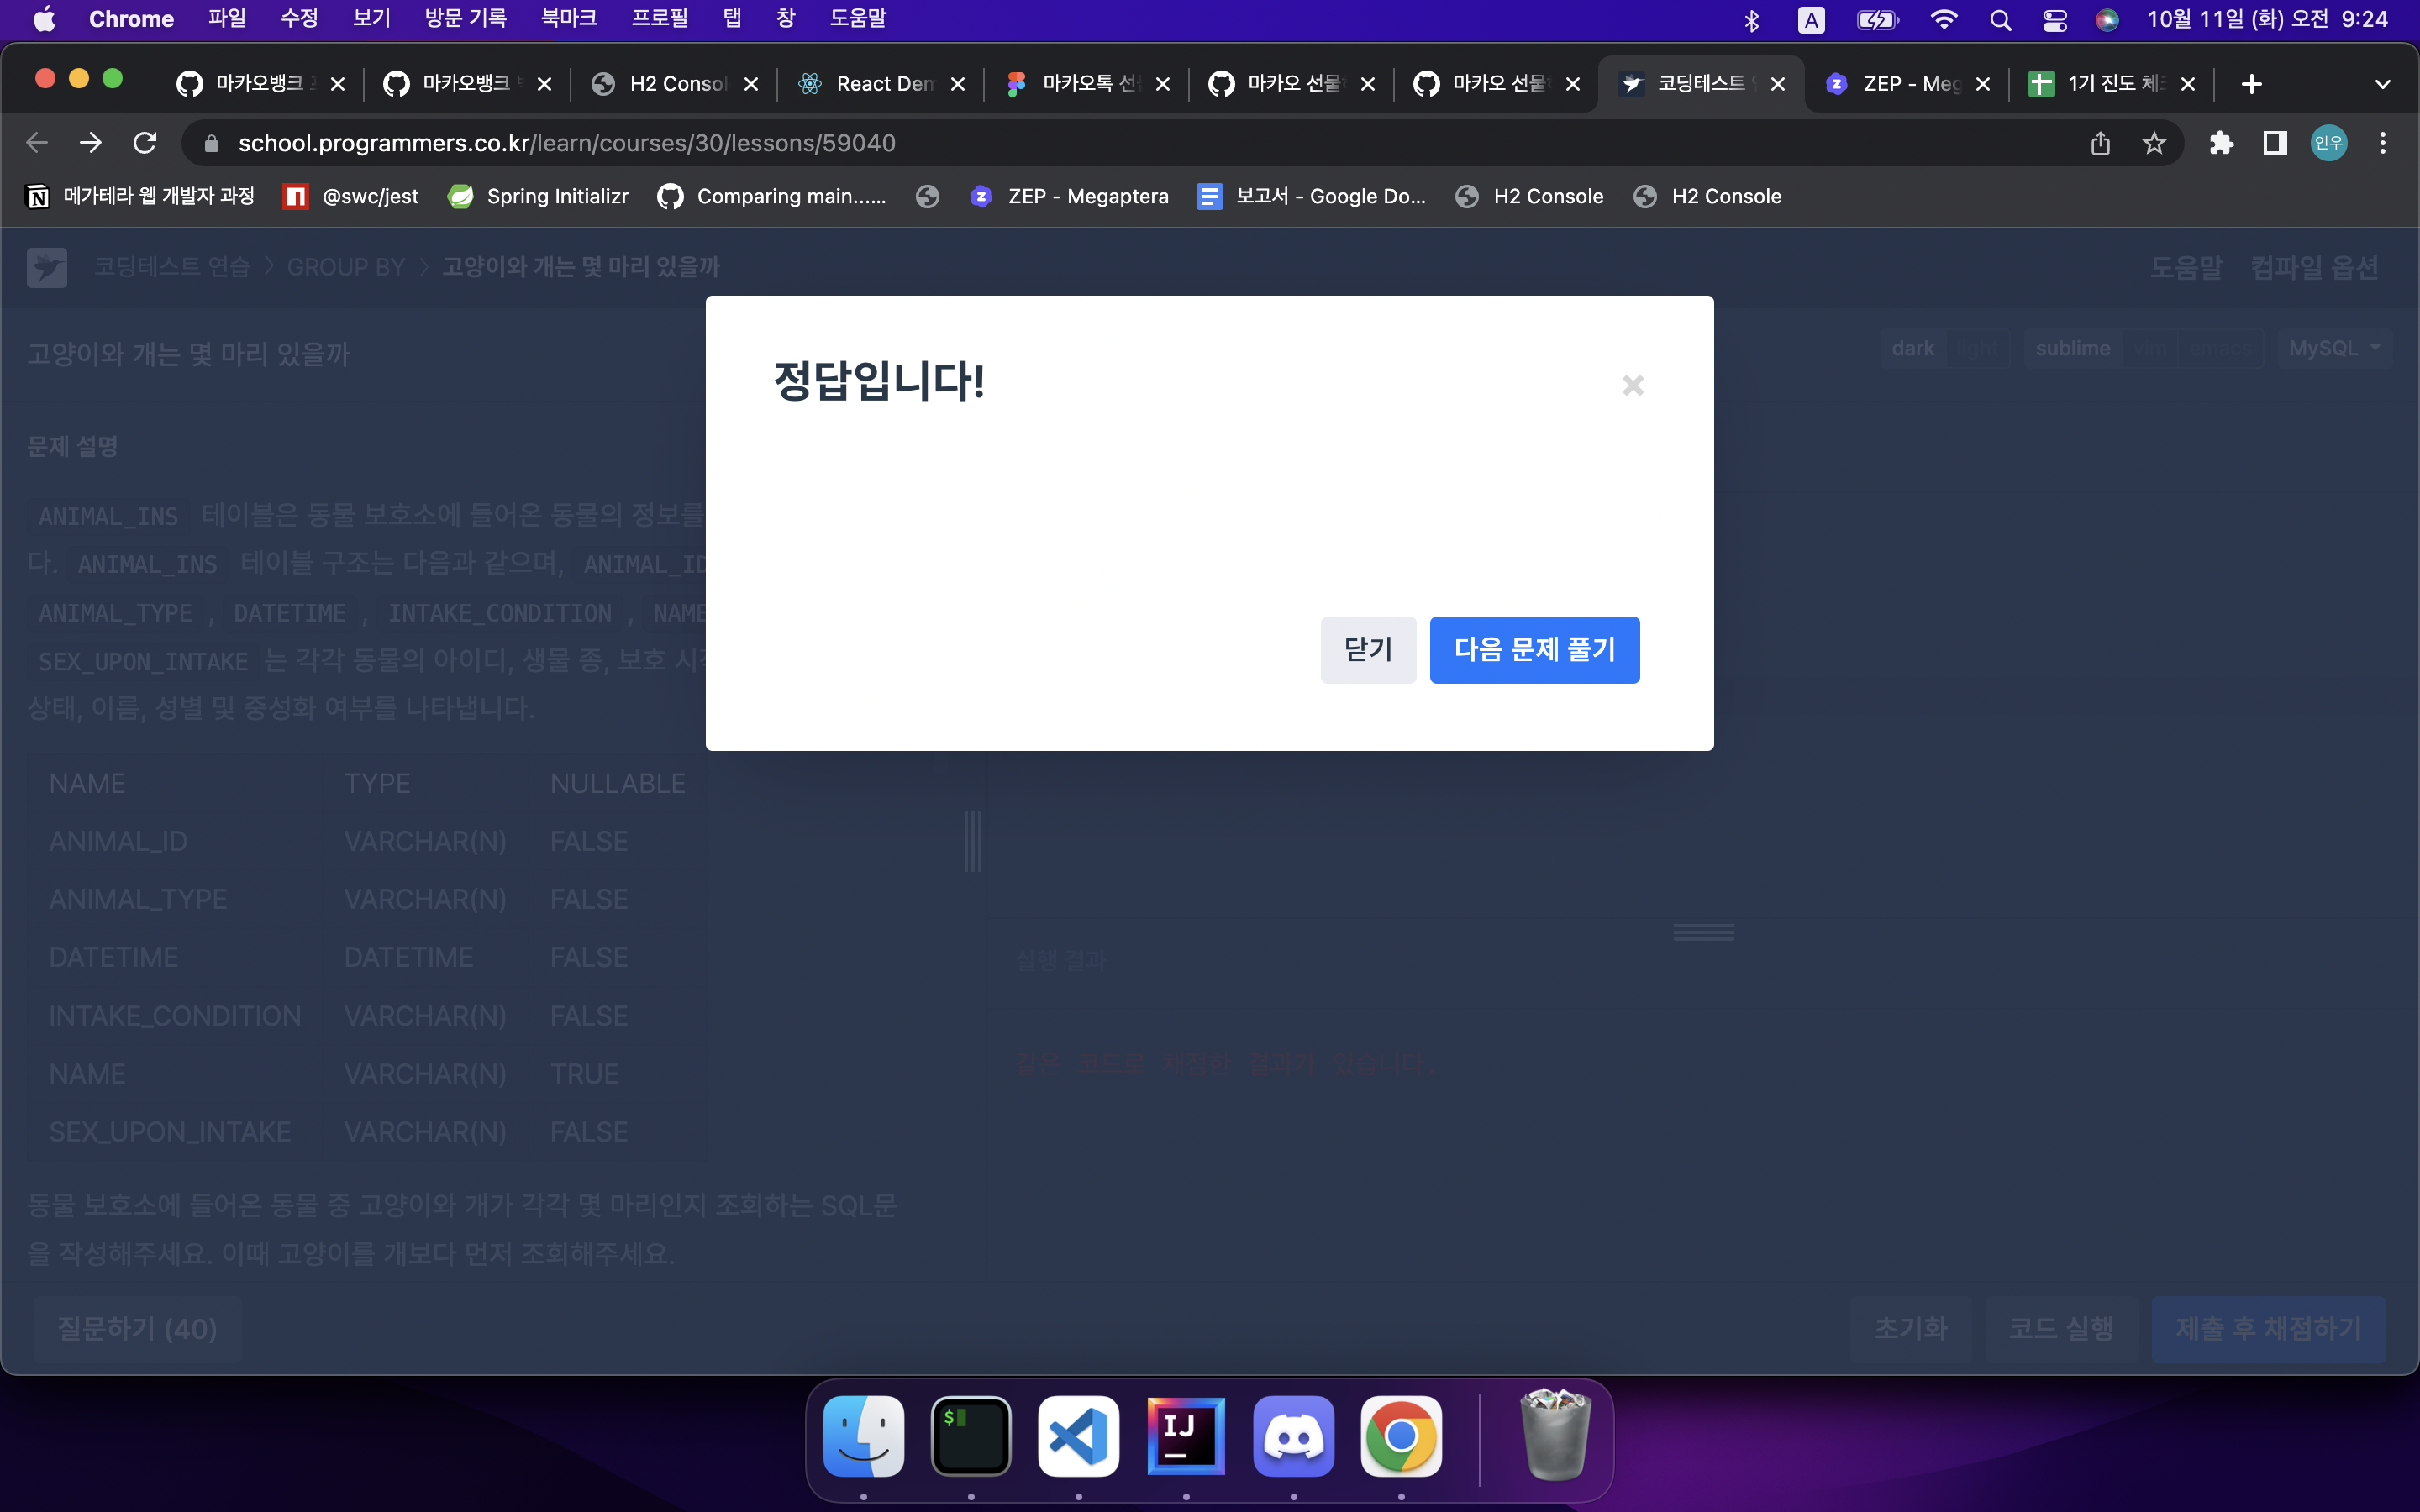 Chrome 파일 수정 보기 방문 기록 북마크 프로필 탭 창 도움말 A 10월 11일 (화) 오전 9:24
마카오뱅크 마카오뱅크 H2 Consol React Dem 마카오톡 마카오 마카오 코딩테스트 ZEP - Meg 1기 진도
school.programmers.co.kr/learn/courses/30/lessons/59040 인우
메가테라 웹 개발자 과정 @swc/jest Spring Initializr Comparing main...... ZEP - Megaptera 보고서 - Google Do... H2 Console H2 Console
코딩테스트 연습 > GROUP BY > 고양이와 개는 몇 마리 있을까 도움말 컴파일 옵션
고양이와 개는 몇 마리 있을까 dark light sublime vim emacs MySQL
정답입니다!
문제 설명
ANIMAL_INS 테이블은 동물 보호소에 들어온 동물의 정보를
다. ANIMAL_INS 테이블 구조는 다음과 같으며, ANIMAL_ID
ANIMAL_TYPE , DATETIME , INTAKE_CONDITION , NAME
SEX_UPON_INTAKE 는 각각 동물의 아이디, 생물 종, 보호
상태, 이름, 성별 및 중성화 여부를 나타냅니다.
닫기 다음 문제 풀기
NAME TYPE NULLABLE
ANIMAL_ID VARCHAR(N) FALSE
ANIMAL_TYPE VARCHAR(N) FALSE
DATETIME DATETIME FALSE
INTAKE_CONDITION VARCHAR(N) FALSE
NAME VARCHAR(N) TRUE
SEX_UPON_INTAKE VARCHAR(N) FALSE
동물 보호소에 들어온 동물 중 고양이와 개가 각각 몇 마리인지 조회하는 SQL문
을 작성해주세요. 이때 고양이를 개보다 먼저 조회해주세요.
실행 결과
같은 코드로 채점한 결과가 있습니다.
질문하기 (40) 초기화 코드 실행 제출 후 채점하기
$ IJ